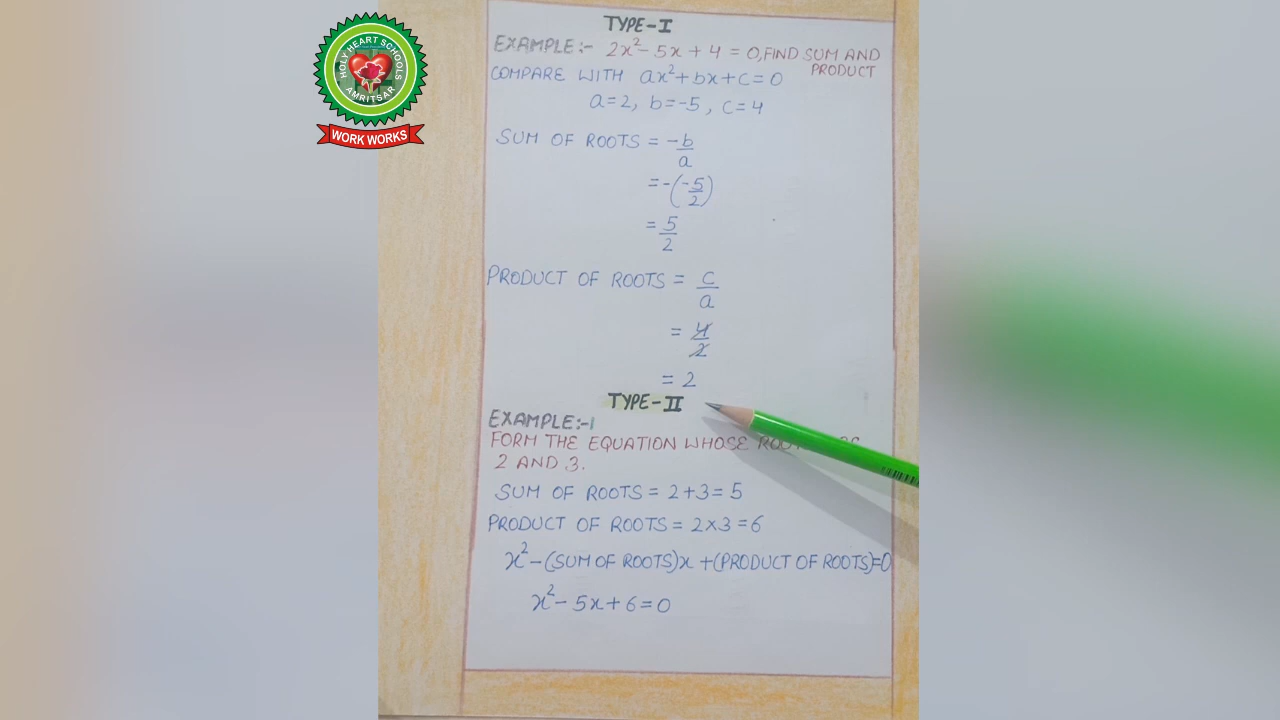 HOLY HEART SCHOOLS
AMRITSAR
WORK WORKS
TYPE-I
EXAMPLE:- 2x²-5x+4=0, FIND SUM AND
PRODUCT
COMPARE WITH ax²+bx+c=0
a=2, b=-5, c=4
SUM OF ROOTS = -b/a
= -(-5/2)
= 5/2
PRODUCT OF ROOTS = c/a
= 4/2
= 2
TYPE-II
EXAMPLE:-1
FORM THE EQUATION WHOSE
2 AND 3.
SUM OF ROOTS = 2+3=5
PRODUCT OF ROOTS = 2×3=6
x²-(SUM OF ROOTS)x+(PRODUCT OF ROOTS)=0
x²-5x+6=0